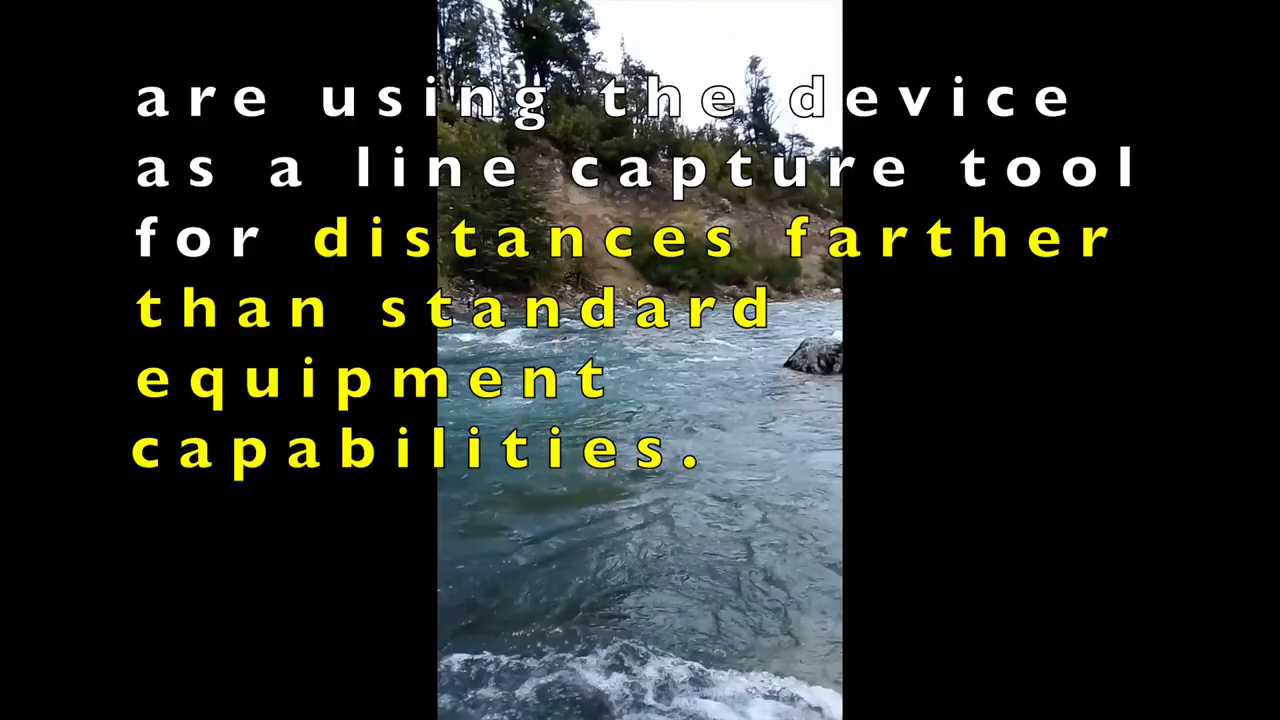 are using the device
as a line capture tool
for distances farther
than standard
equipment
capabilities.